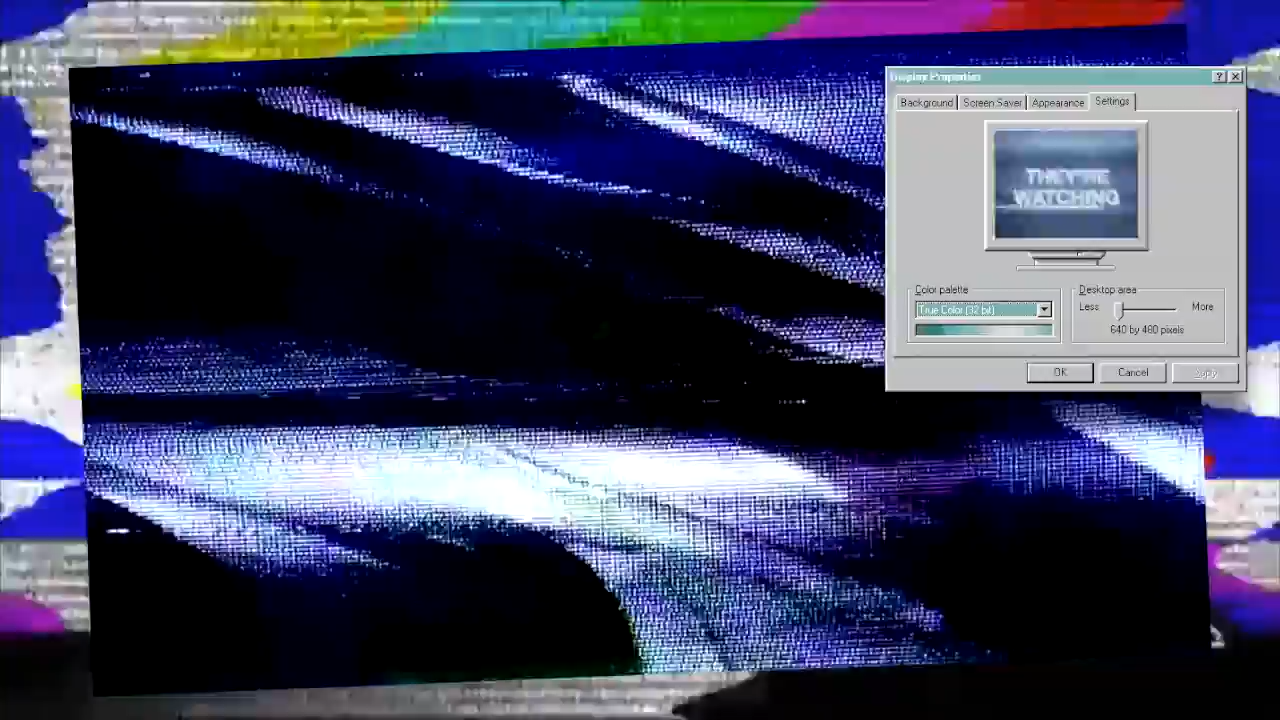 Display Properties
Background
Screen Saver
Appearance
Settings
THEY'RE
WATCHING
Color palette
Desktop area
True Color (32 bit)
Less
More
640 by 480 pixels
OK
Cancel
Apply